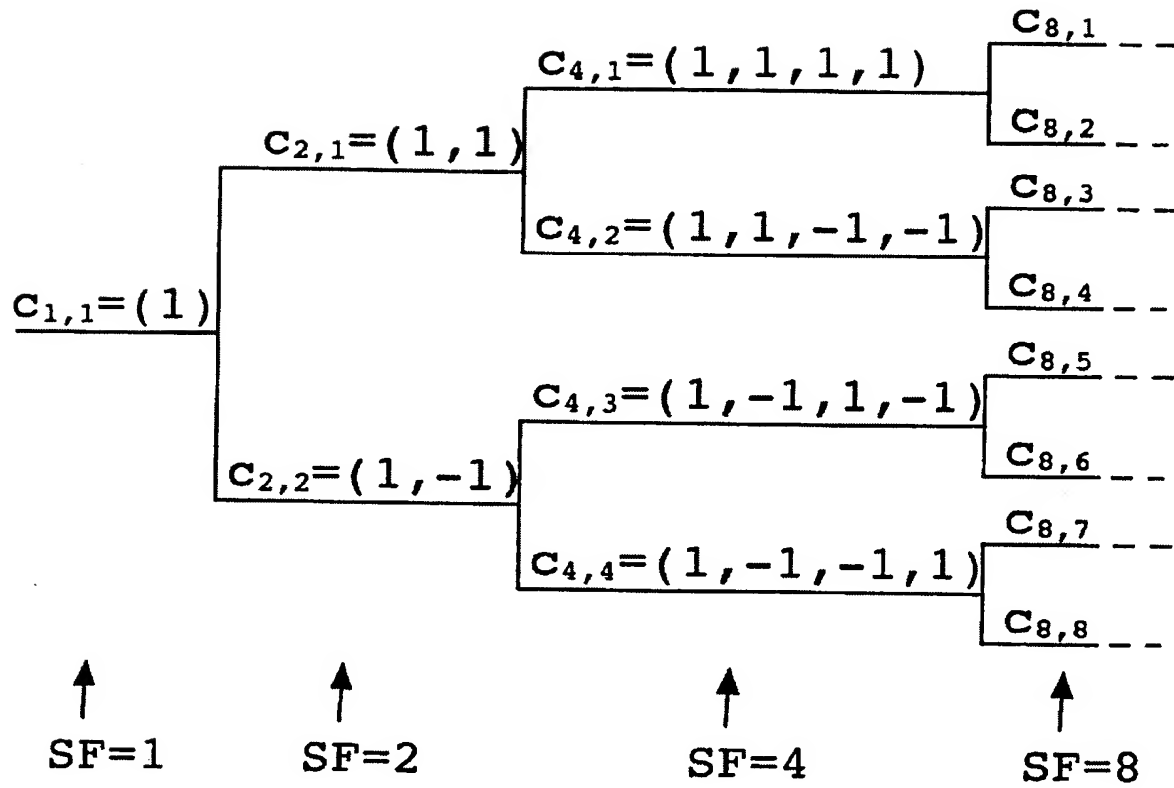 C8,1
C4,1=(1,1,1,1)
C8,2
C2,1=(1,1)
C8,3
C4,2=(1,1,-1,-1)
C8,4
C1,1=(1)
C8,5
C4,3=(1,-1,1,-1)
C8,6
C2,2=(1,-1)
C8,7
C4,4=(1,-1,-1,1)
C8,8
SF=1
SF=2
SF=4
SF=8